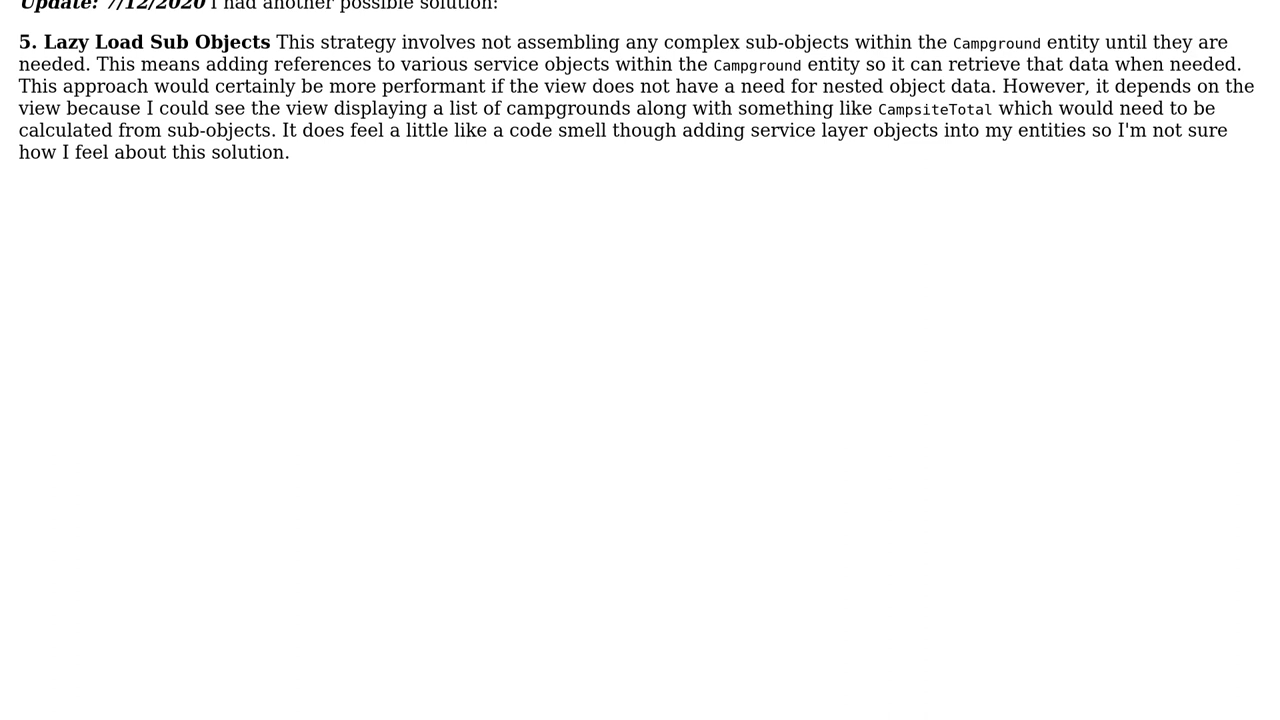 Update: 7/12/2020 I had another possible solution:
5. Lazy Load Sub Objects This strategy involves not assembling any complex sub-objects within the Campground entity until they are
needed. This means adding references to various service objects within the Campground entity so it can retrieve that data when needed.
This approach would certainly be more performant if the view does not have a need for nested object data. However, it depends on the
view because I could see the view displaying a list of campgrounds along with something like CampsiteTotal which would need to be
calculated from sub-objects. It does feel a little like a code smell though adding service layer objects into my entities so I'm not sure
how I feel about this solution.